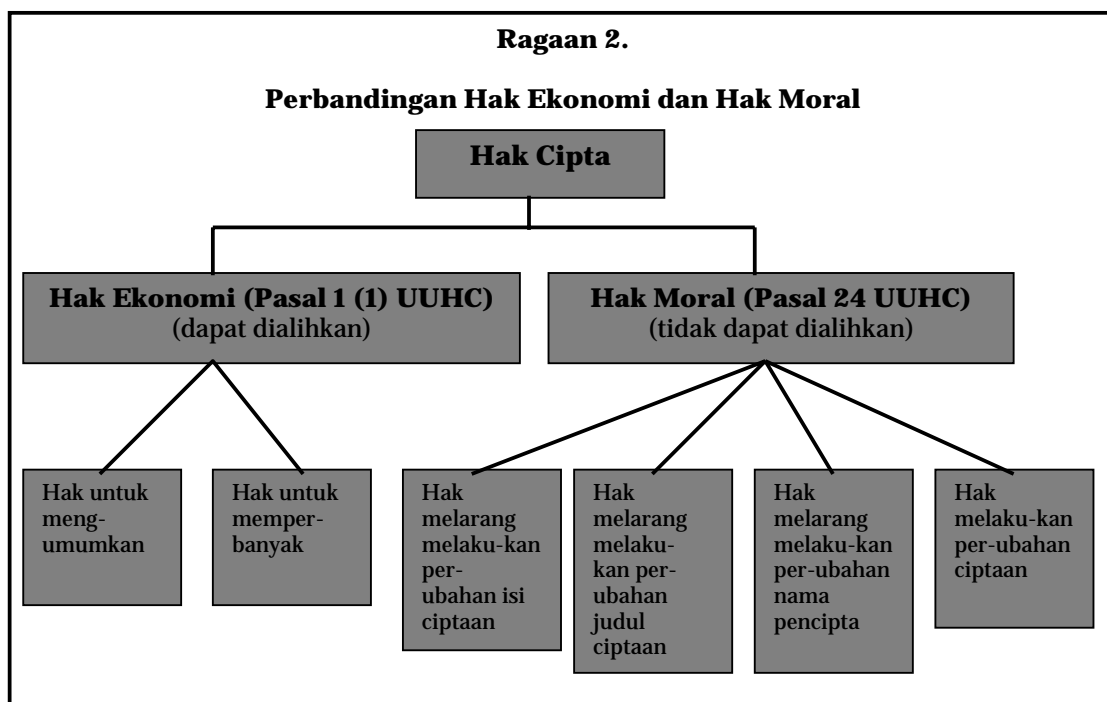 Ragaan 2.
Perbandingan Hak Ekonomi dan Hak Moral
Hak Cipta
Hak Ekonomi (Pasal 1 (1) UUHC)
(dapat dialihkan)
Hak Moral (Pasal 24 UUHC)
(tidak dapat dialihkan)
Hak untuk
meng-
umumkan
Hak untuk
memper-
banyak
Hak
melarang
melaku-kan
per-
ubahan isi
ciptaan
Hak
melarang
melaku-
kan per-
ubahan
judul
ciptaan
Hak
melarang
melaku-kan
per-ubahan
nama
pencipta
Hak
melaku-kan
per-ubahan
ciptaan